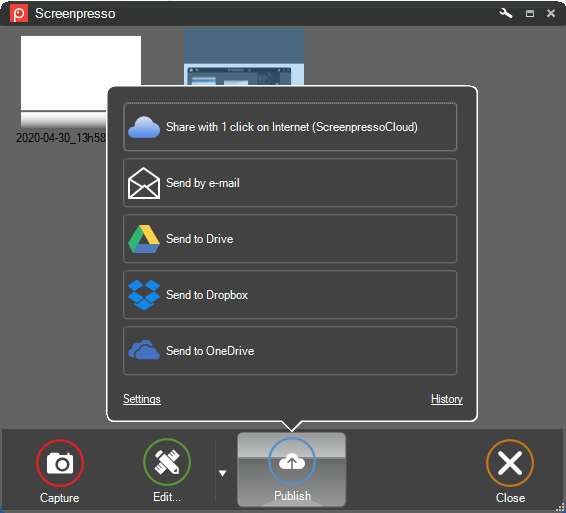 Screenpresso
2020-04-30_13h58
Share with 1 click on Internet (ScreenpressoCloud)
Send by e-mail
Send to Drive
Send to Dropbox
Send to OneDrive
Settings
History
Capture
Edit...
Publish
Close